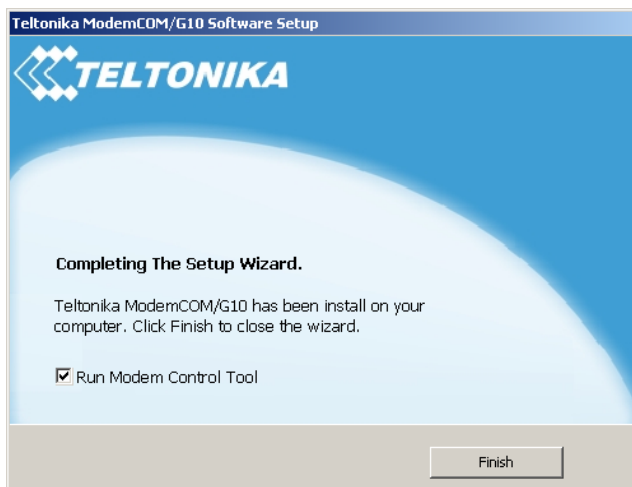 Teltonika ModemCOM/G10 Software Setup
TELTONIKA
Completing The Setup Wizard.
Teltonika ModemCOM/G10 has been install on your
computer. Click Finish to close the wizard.
Run Modem Control Tool
Finish